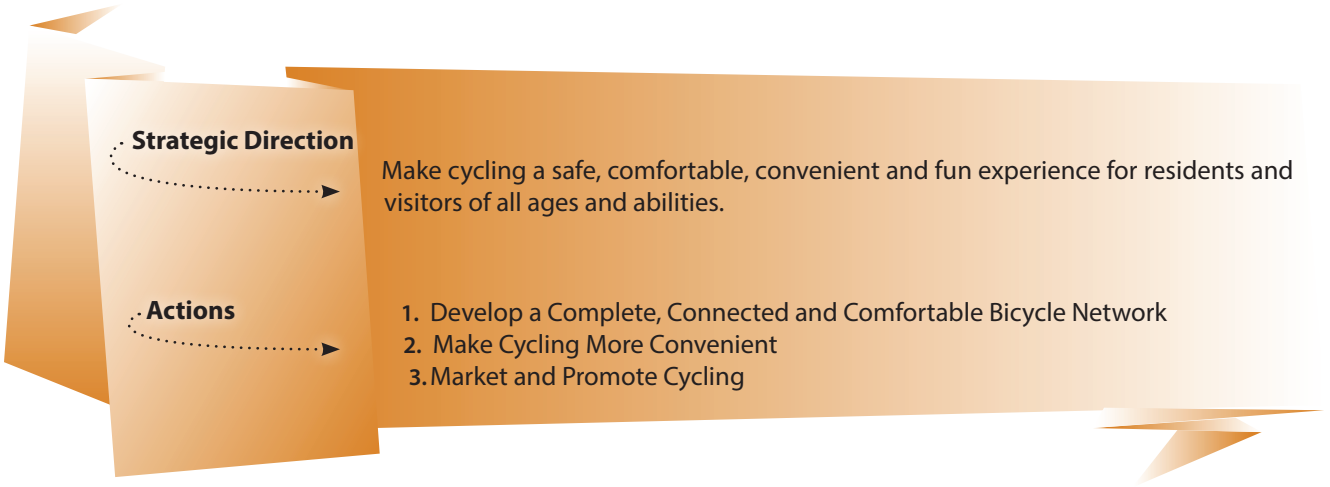 Strategic Direction
Make cycling a safe, comfortable, convenient and fun experience for residents and
visitors of all ages and abilities.
Actions
1. Develop a Complete, Connected and Comfortable Bicycle Network
2. Make Cycling More Convenient
3. Market and Promote Cycling